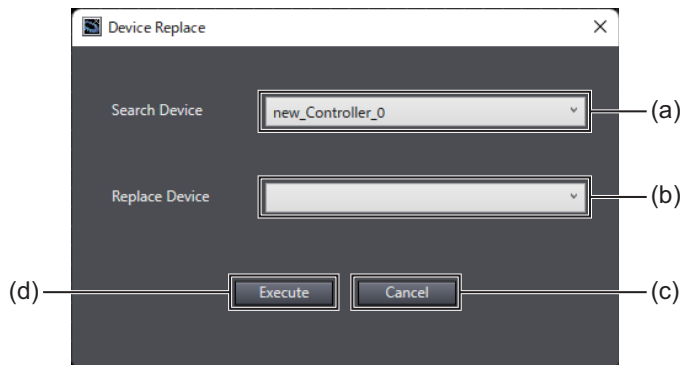 Device Replace
Search Device
new_Controller_0
(a)
Replace Device
(b)
(d)
Execute
Cancel
(c)